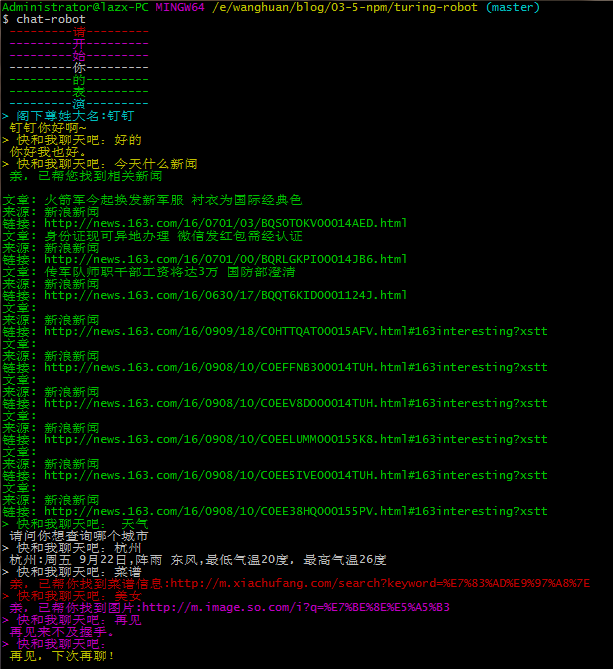 Administrator@lazx-PC MINGW64 /e/wanghuan/blog/03-5-npm/turing-robot (master)
$ chat-robot
----------请----------
----------开----------
----------始----------
----------你----------
----------的----------
----------表----------
----------演----------
> 阁下尊姓大名:钉钉
钉钉你好啊~
> 快和我聊天吧: 好的
你好我也好。
> 快和我聊天吧: 今天什么新闻
亲，已帮您找到相关新闻
文章: 火箭军今起换发新军服 衬衣为国际经典色
来源: 新浪新闻
链接: http://news.163.com/16/0701/03/BQS0TOKV00014AED.html
文章: 身份证现可异地办理 微信发红包需经认证
来源: 新浪新闻
链接: http://news.163.com/16/0701/00/BQRLGKPI00014JB6.html
文章: 传军队师职干部工资将达3万 国防部澄清
来源: 新浪新闻
链接: http://news.163.com/16/0630/17/BQQT6KID0001124J.html
文章:
来源: 新浪新闻
链接: http://news.163.com/16/0909/18/C0HTTQAT00015AFV.html#163interesting?xstt
文章:
来源: 新浪新闻
链接: http://news.163.com/16/0908/10/C0EFFNB300014TUH.html#163interesting?xstt
文章:
来源: 新浪新闻
链接: http://news.163.com/16/0908/10/C0EEV8DO00014TUH.html#163interesting?xstt
文章:
来源: 新浪新闻
链接: http://news.163.com/16/0908/10/C0EELUMM000155K8.html#163interesting?xstt
文章:
来源: 新浪新闻
链接: http://news.163.com/16/0908/10/C0EE5IVE00014TUH.html#163interesting?xstt
文章:
来源: 新浪新闻
链接: http://news.163.com/16/0908/10/C0EE38HQ000155PV.html#163interesting?xstt
> 快和我聊天吧: 天气
请问你想查询哪个城市
> 快和我聊天吧: 杭州
杭州:周五 9月22日,阵雨 东风,最低气温20度, 最高气温26度
> 快和我聊天吧: 菜谱
亲，已帮你找到菜谱信息:http://m.xiachufang.com/search?keyword=%E7%83%AD%E9%97%A8%7E
> 快和我聊天吧: 美女
亲，已帮你找到图片:http://m.image.so.com/i?q=%E7%BE%8E%E5%A5%B3
> 快和我聊天吧: 再见
再见来不及握手。
> 快和我聊天吧:
再见, 下次再聊!